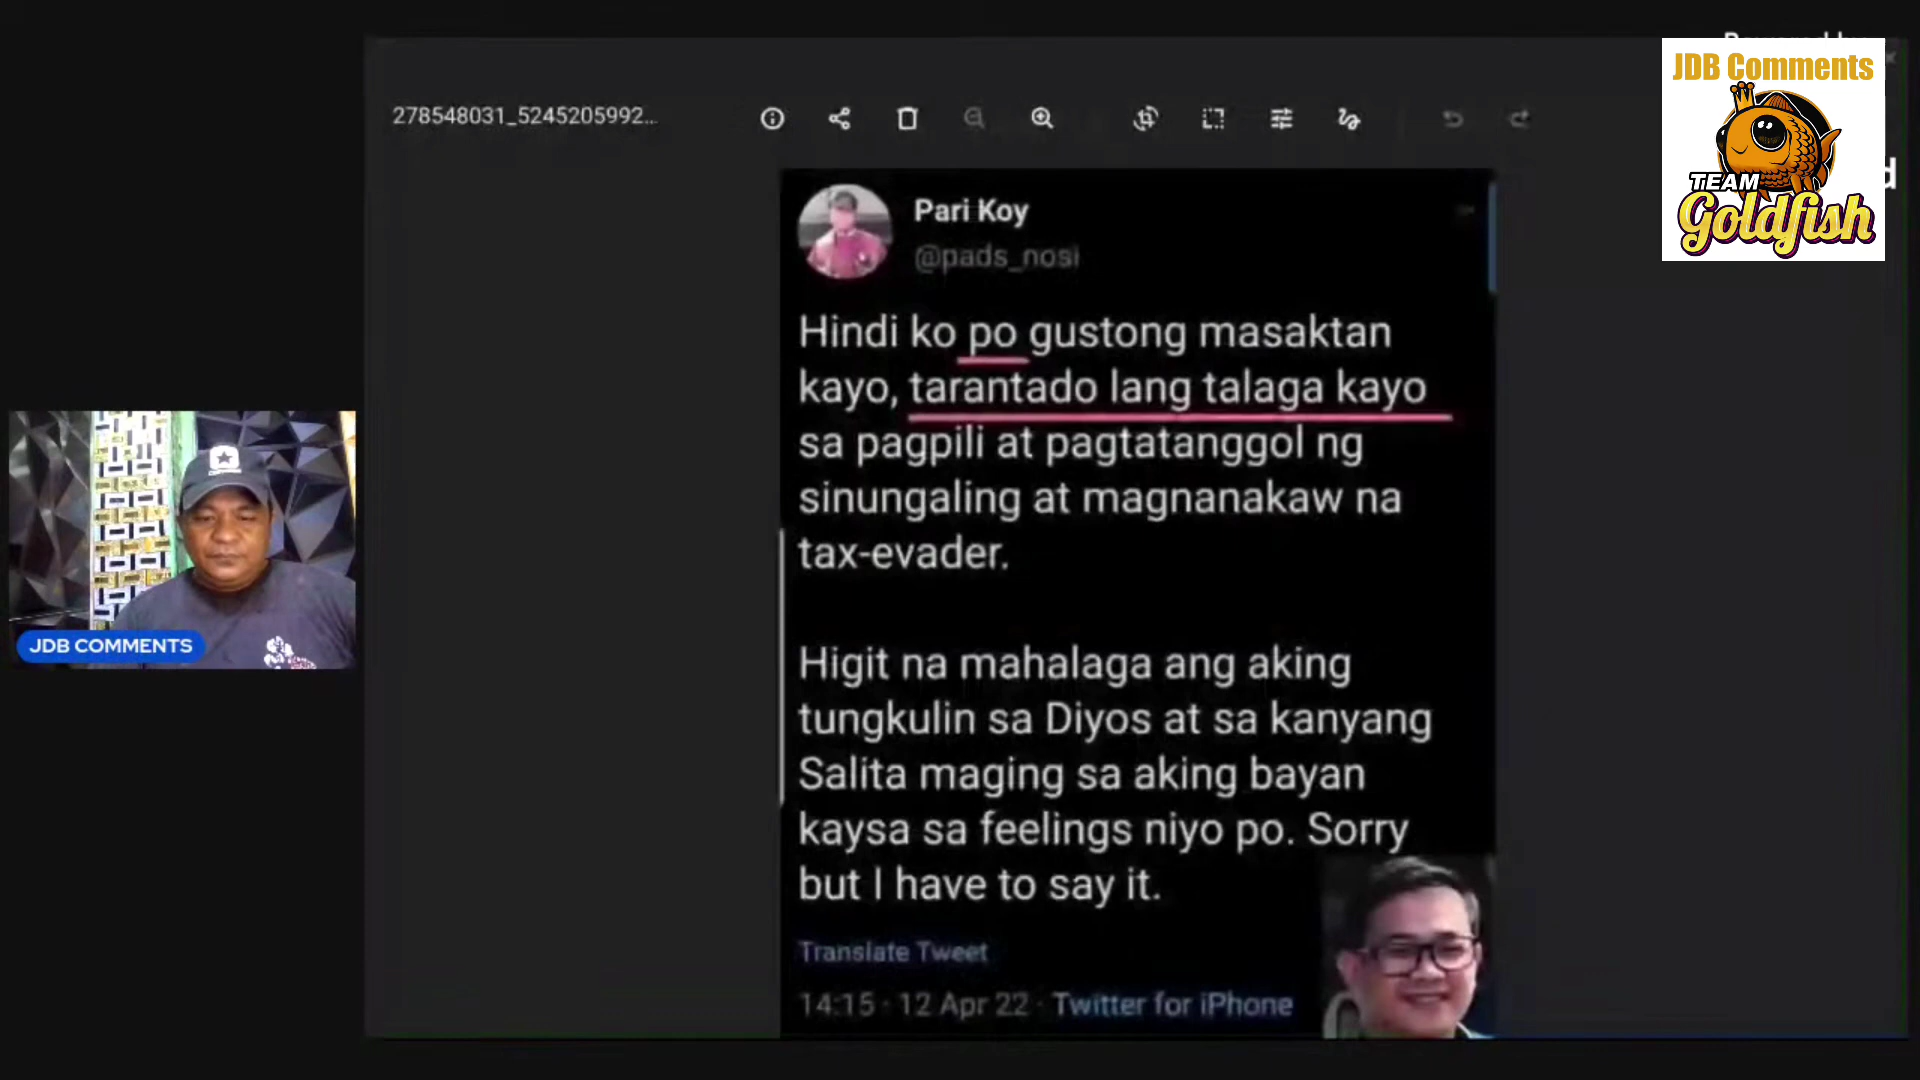 JDB Comments
TEAM
Goldfish
278548031_5245205992...
Pari Koy
@pads_nosi
Hindi ko po gustong masaktan
kayo, tarantado lang talaga kayo
sa pagpili at pagtatanggol ng
sinungaling at magnanakaw na
tax-evader.
Higit na mahalaga ang aking
tungkulin sa Diyos at sa kanyang
Salita maging sa aking bayan
kaysa sa feelings niyo po. Sorry
but I have to say it.
Translate Tweet
14:15 · 12 Apr 22 · Twitter for iPhone
JDB COMMENTS